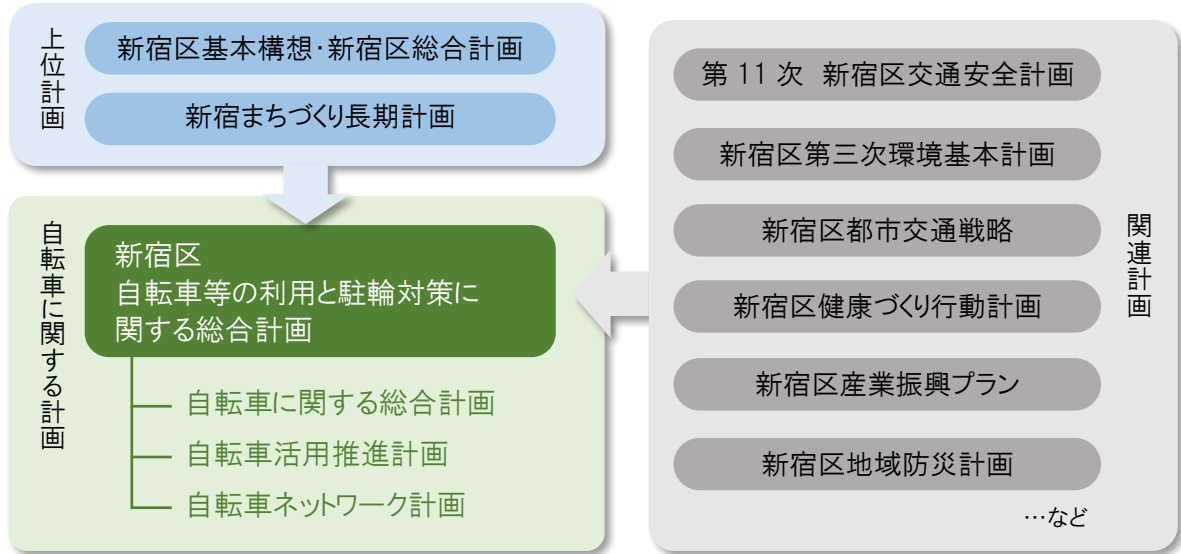 上位計画
新宿区基本構想・新宿区総合計画
新宿まちづくり長期計画
自転車に関する計画
新宿区
自転車等の利用と駐輪対策に
関する総合計画
自転車に関する総合計画
自転車活用推進計画
自転車ネットワーク計画
関連計画
第 11 次 新宿区交通安全計画
新宿区第三次環境基本計画
新宿区都市交通戦略
新宿区健康づくり行動計画
新宿区産業振興プラン
新宿区地域防災計画
…など